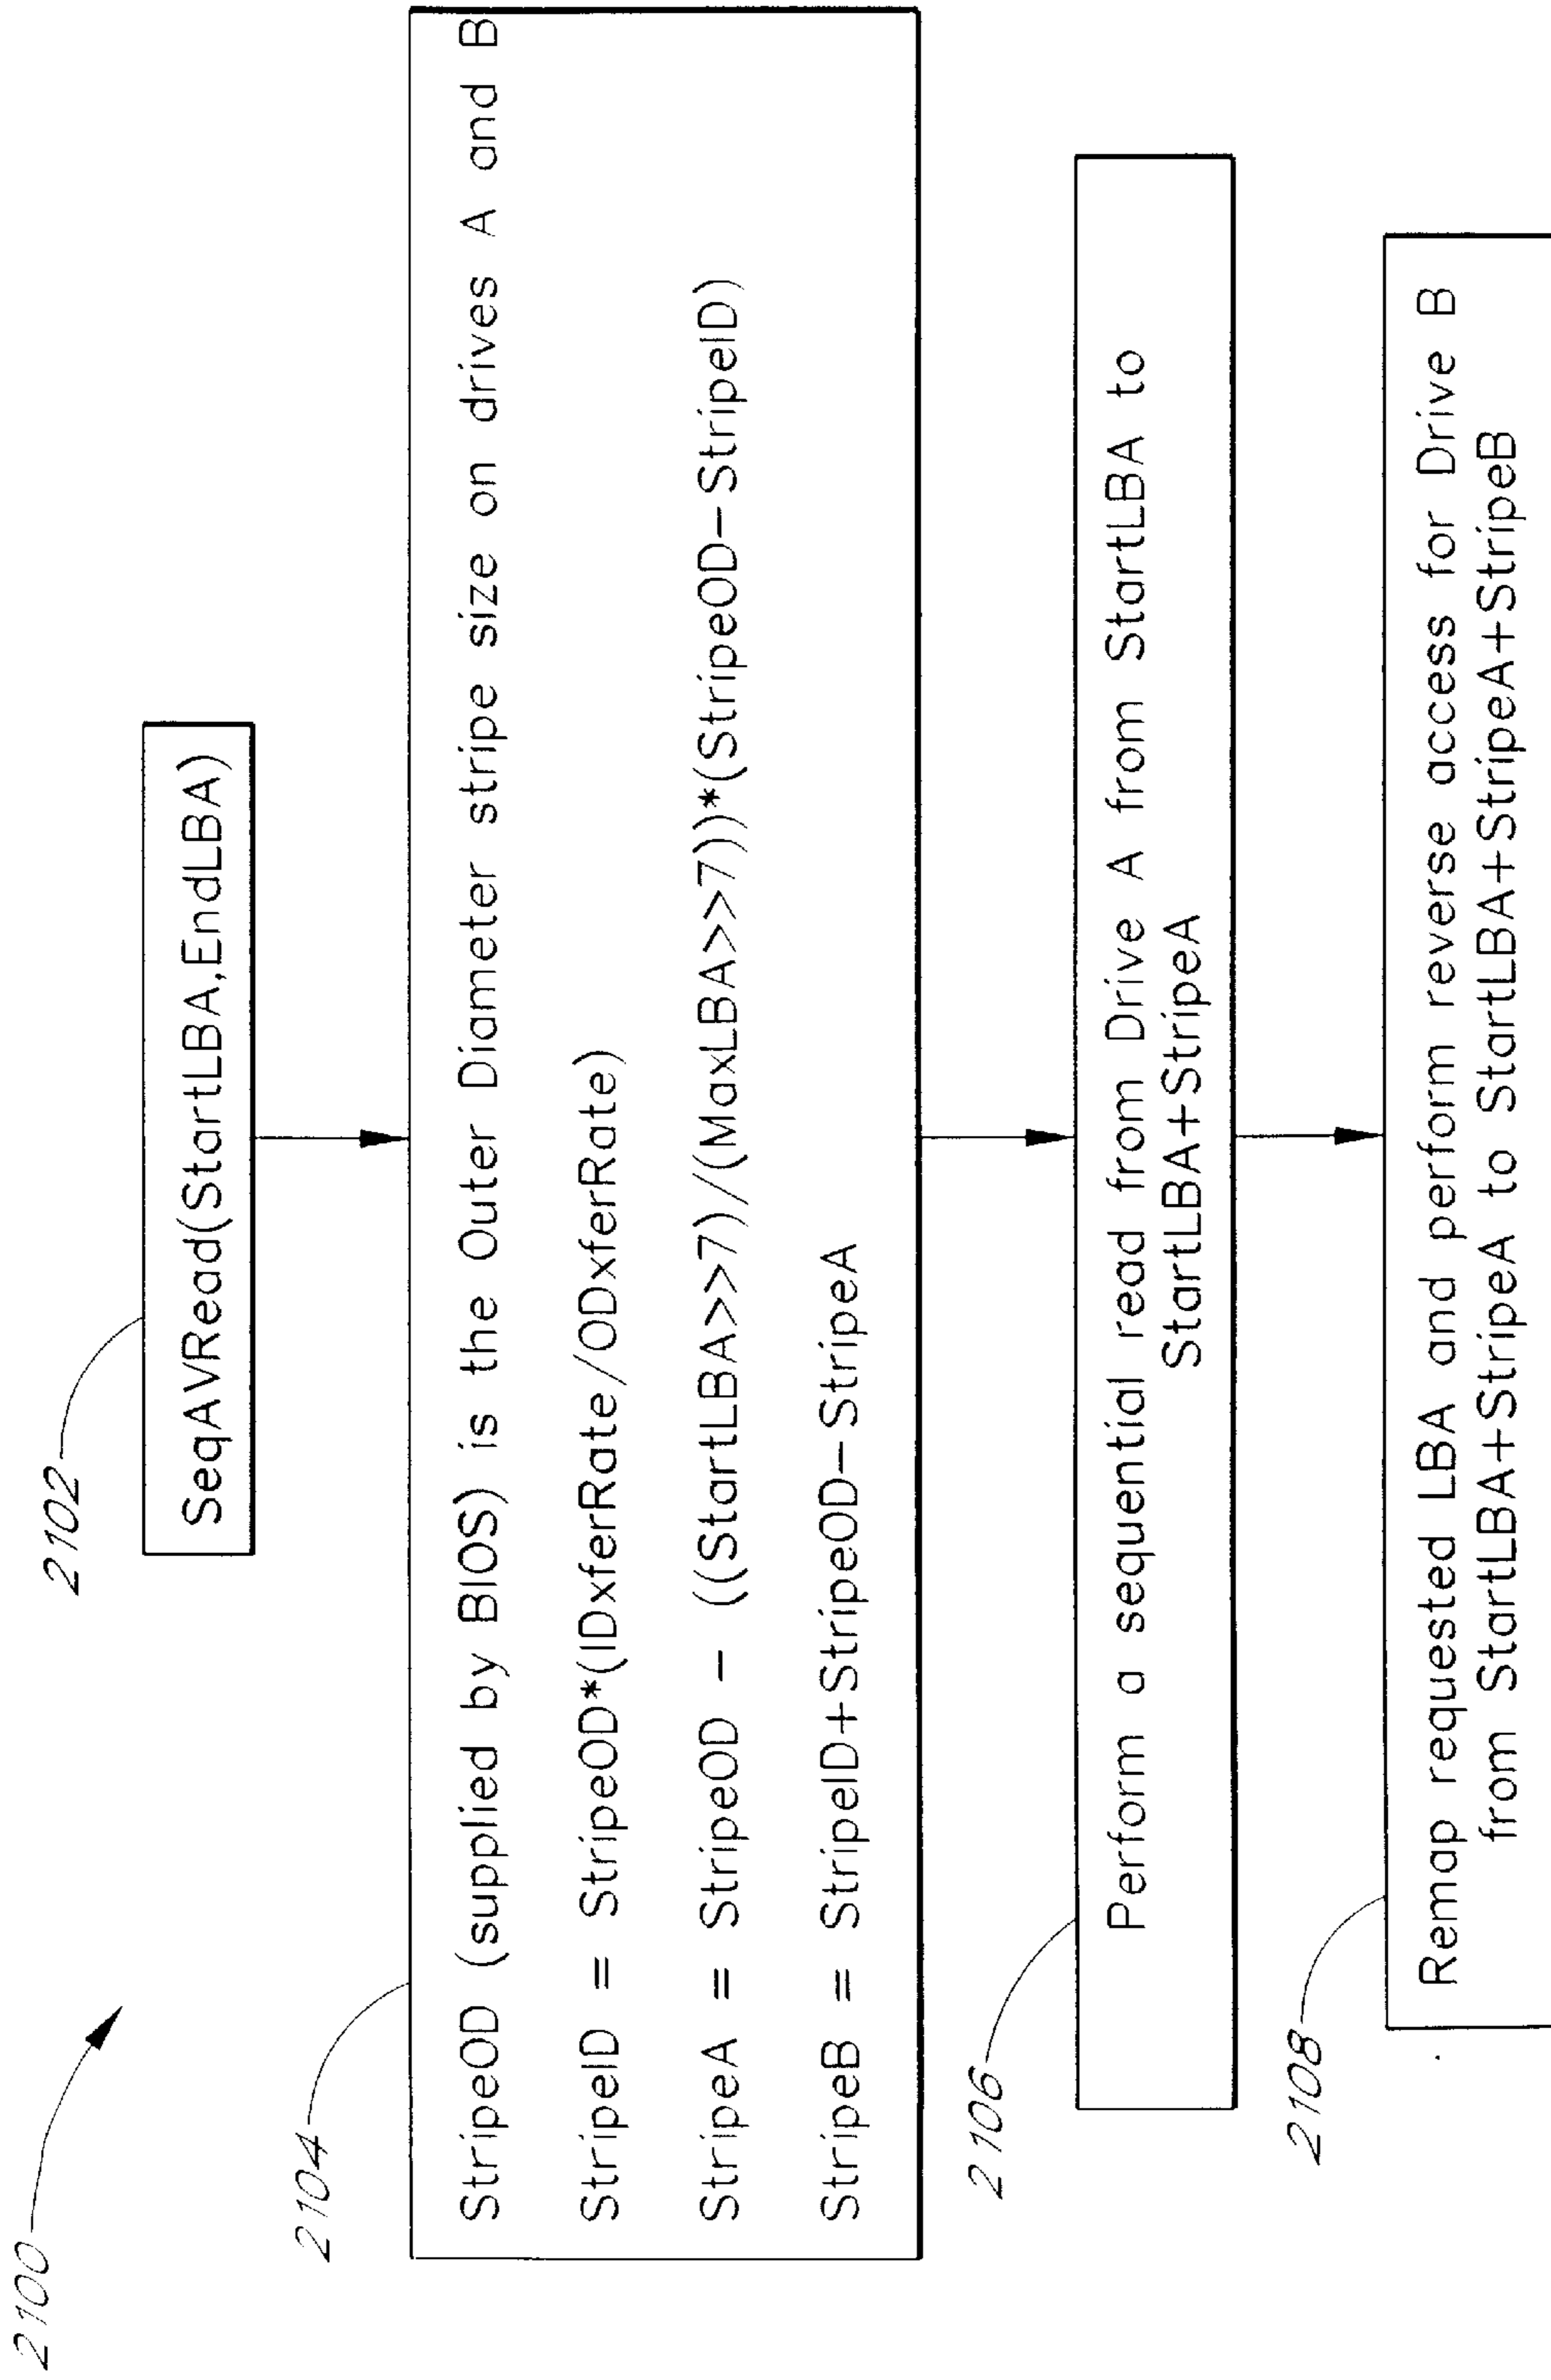 2100
2102
SeqAVRead(StartLBA,EndLBA)
2104
StripeOD (supplied by BIOS) is the Outer Diameter stripe size on drives A and B
StripeID = StripeOD*(IDxferRate/ODxferRate)
StripeA = StripeOD – ((StartLBA>>7)/(MaxLBA>>7))*(StripeOD–StripeID)
StripeB = StripeID+StripeOD–StripeA
2106
Perform a sequential read from Drive A from StartLBA to
StartLBA+StripeA
2108
Remap requested LBA and perform reverse access for Drive B
from StartLBA+StripeA to StartLBA+StripeA+StripeB